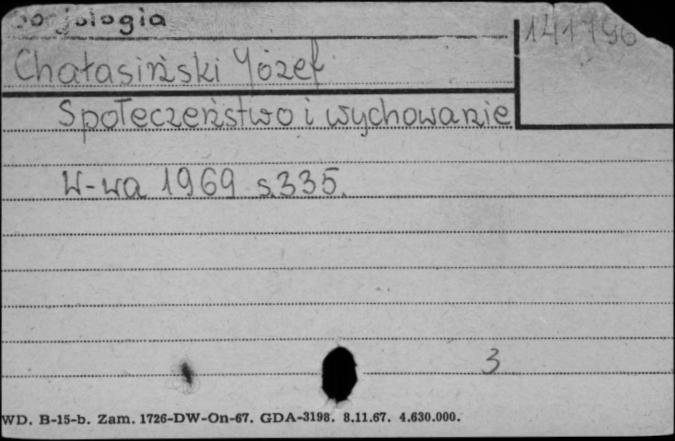 socjologia
141196
Chałasiński Józef
Społeczeństwo i wychowanie
W-wa 1969 s.335.
3
WD. B-15-b. Zam. 1726-DW-On-67. GDA-3198. 8.11.67. 4.630.000.